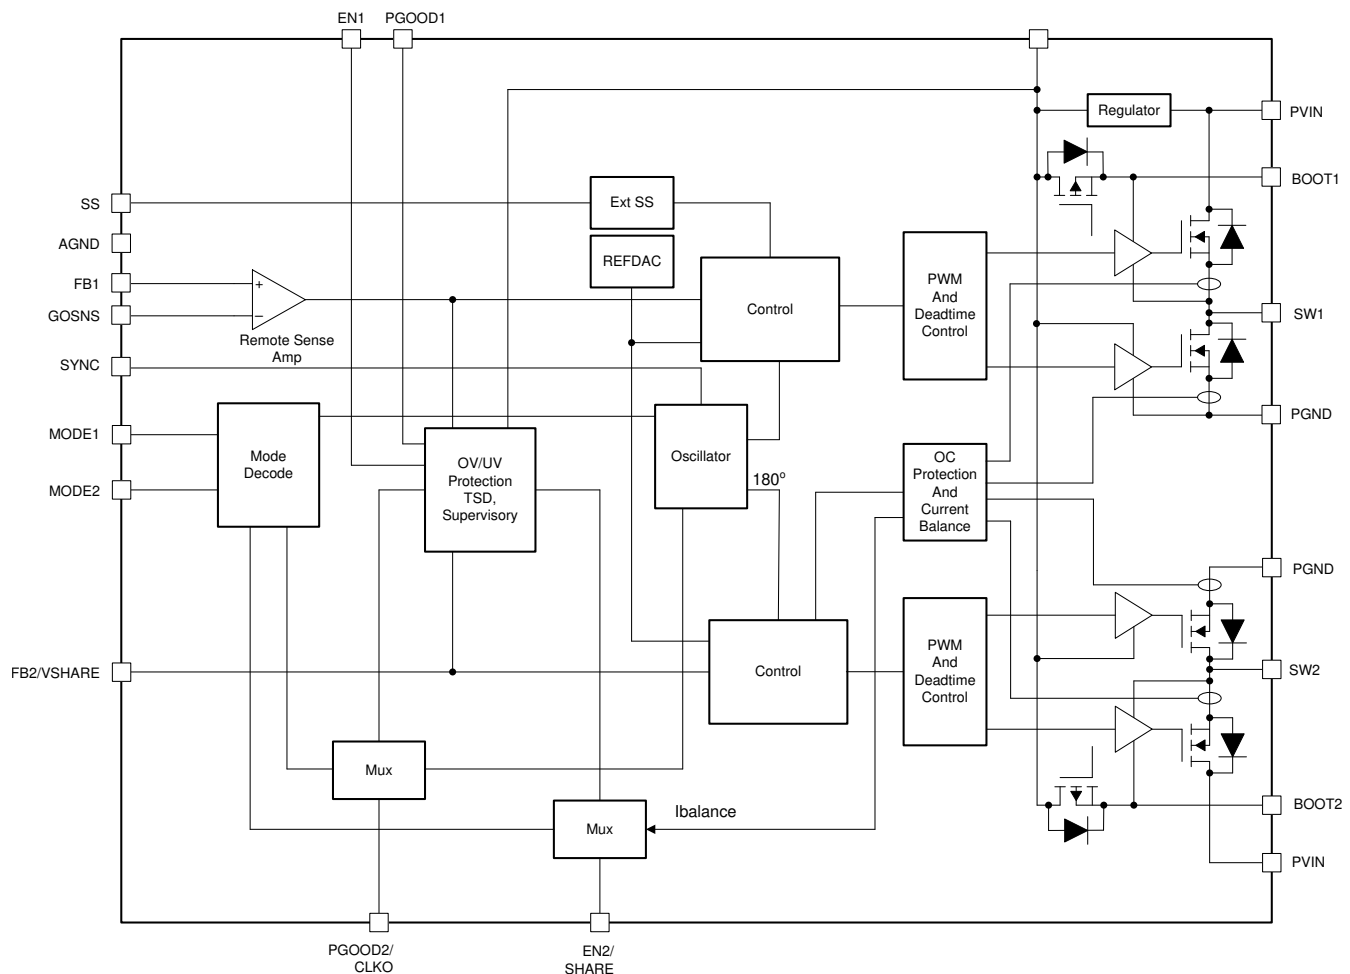 EN1
PGOOD1
Regulator
PVIN
BOOT1
SS
Ext SS
AGND
REFDAC
FB1
+
GOSNS
−
Remote Sense
Amp
Control
PWM
And
Deadtime
Control
SW1
SYNC
PGND
MODE1
MODE2
Mode
Decode
OV/UV
Protection
TSD,
Supervisory
Oscillator
180º
OC
Protection
And
Current
Balance
PGND
FB2/VSHARE
Control
PWM
And
Deadtime
Control
SW2
Mux
Mux
Ibalance
BOOT2
PVIN
PGOOD2/
CLKO
EN2/
SHARE